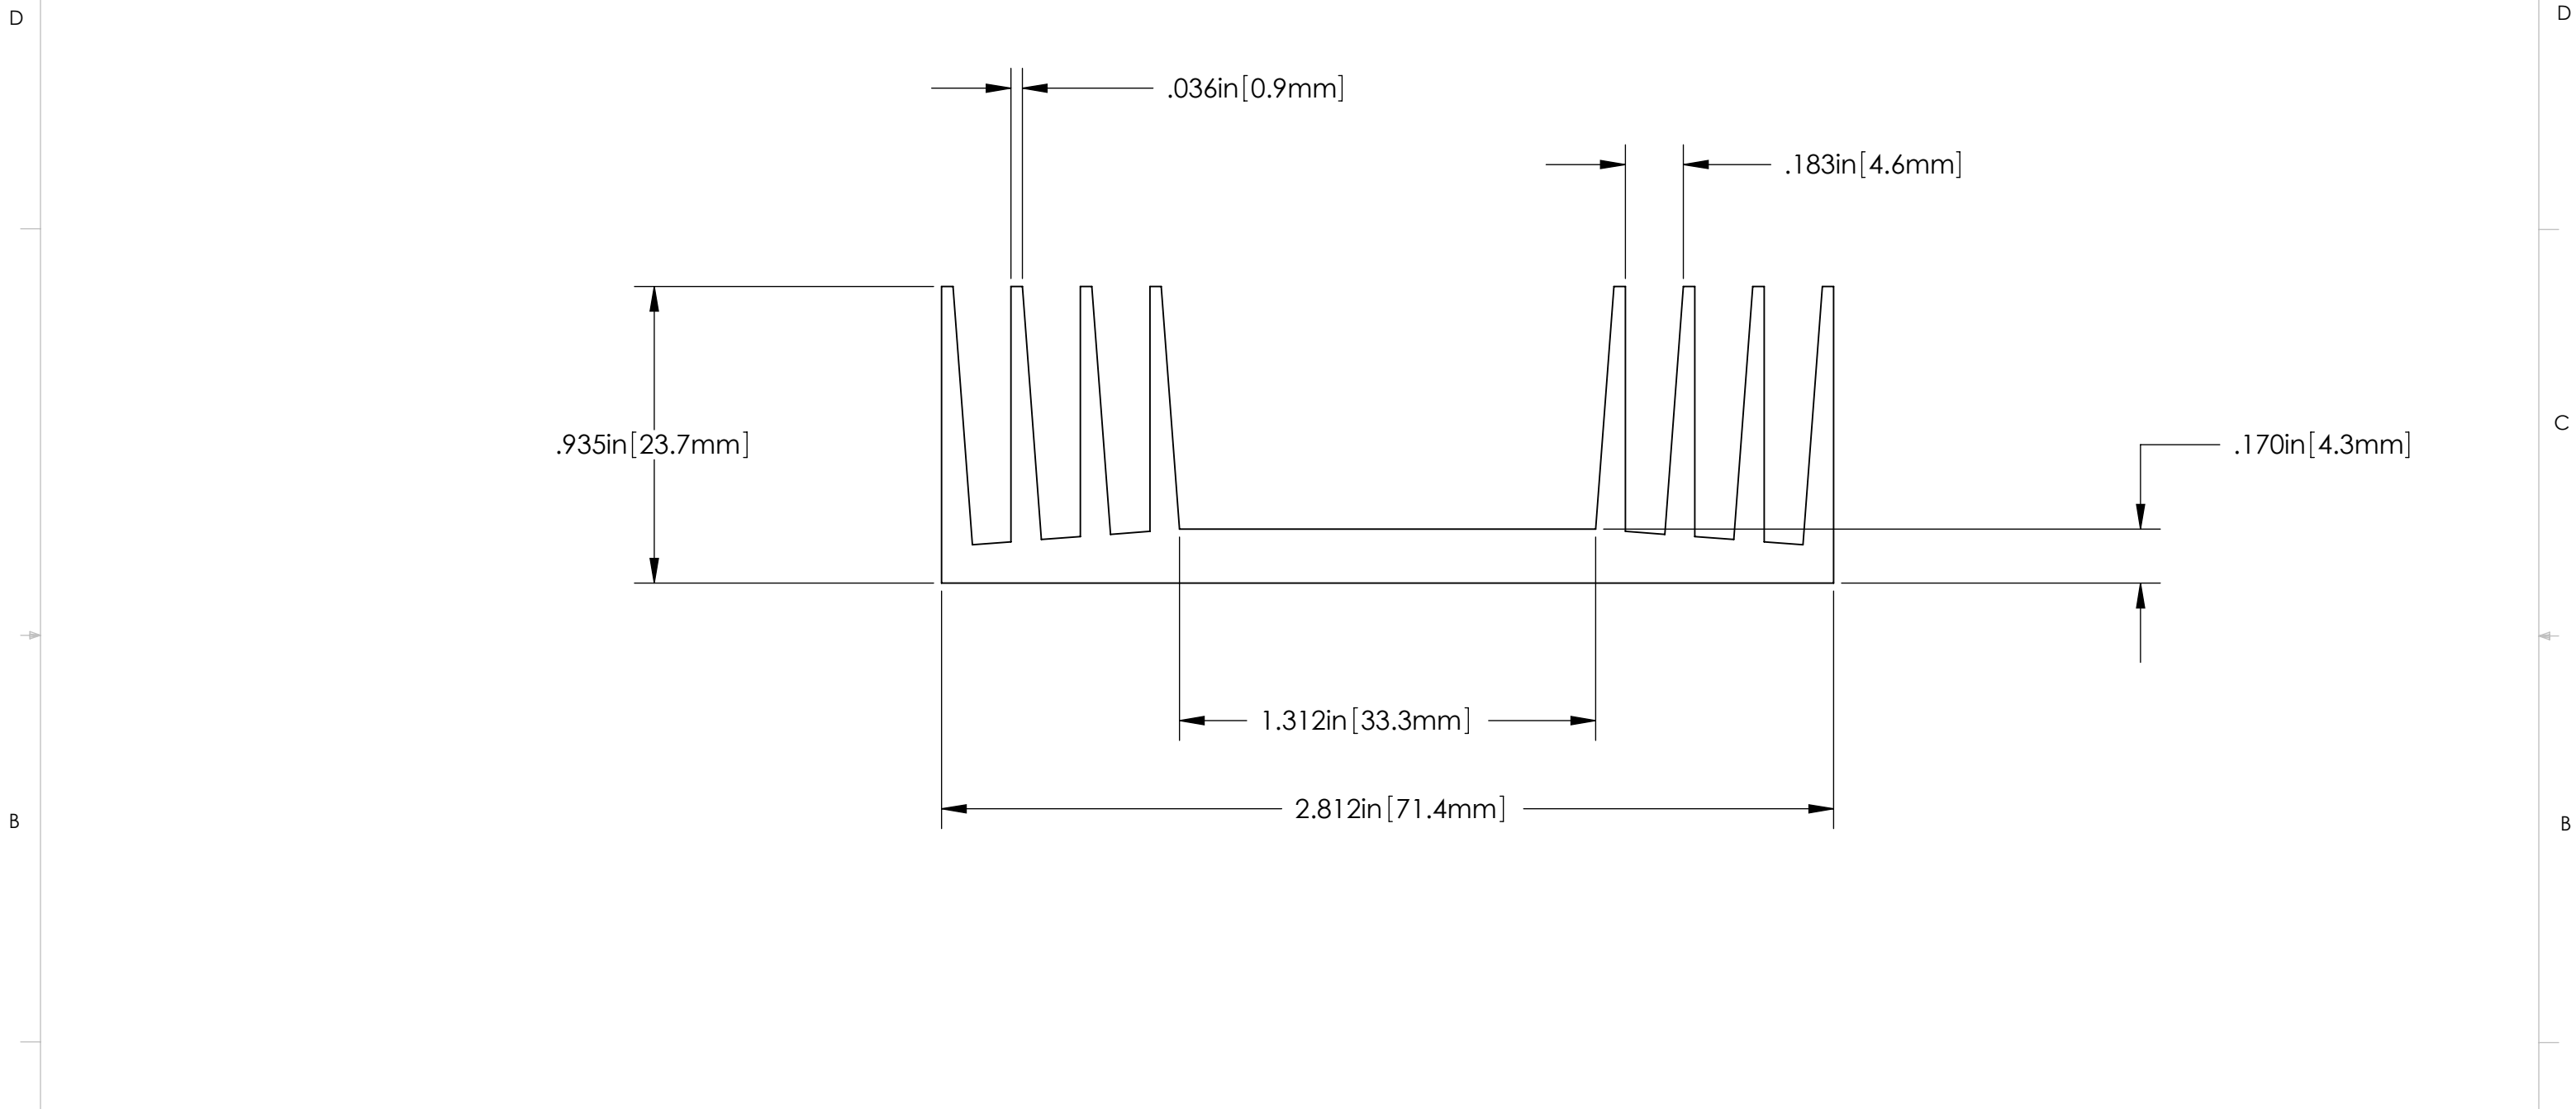 D
D
.036in[0.9mm]
.183in[4.6mm]
C
.935in[23.7mm]
.170in[4.3mm]
1.312in[33.3mm]
2.812in[71.4mm]
B
B